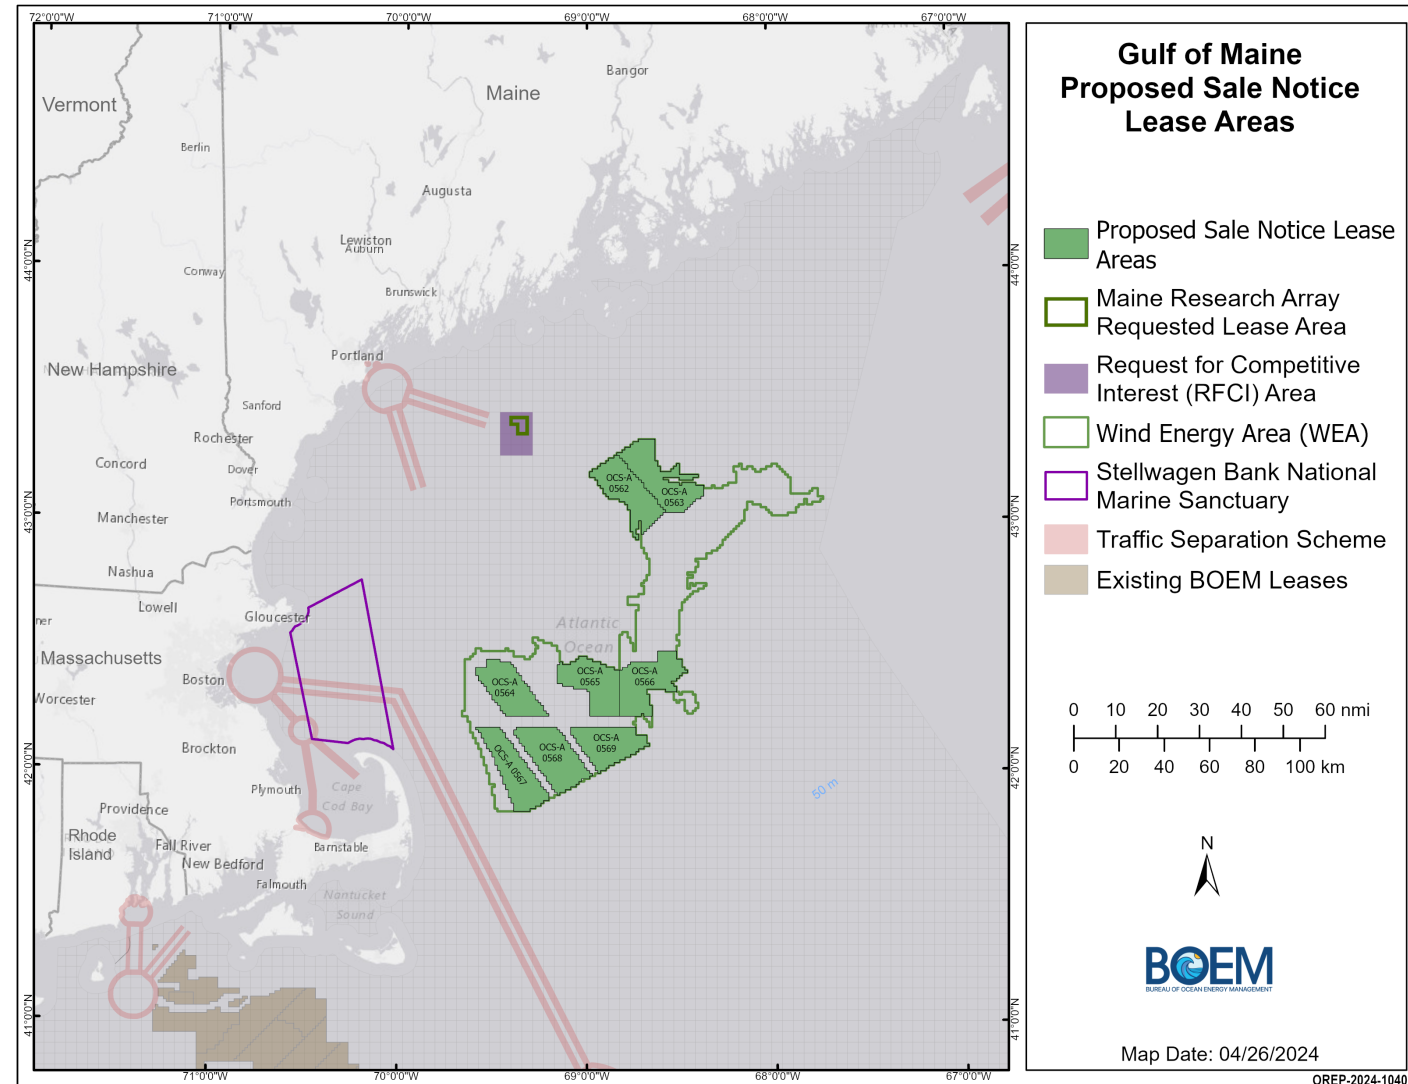 72°0'0"W
71°0'0"W
70°0'0"W
69°0'0"W
68°0'0"W
67°0'0"W
Gulf of Maine
Proposed Sale Notice
Lease Areas
Proposed Sale Notice Lease
Areas
Maine Research Array
Requested Lease Area
Request for Competitive
Interest (RFCI) Area
Wind Energy Area (WEA)
Stellwagen Bank National
Marine Sanctuary
Traffic Separation Scheme
Existing BOEM Leases
0 10 20 30 40 50 60 nmi
0 20 40 60 80 100 km
N
BOEM
BUREAU OF OCEAN ENERGY MANAGEMENT
Map Date: 04/26/2024
OREP-2024-1040
Bangor
Maine
Vermont
Berlin
Augusta
Lewiston
Auburn
Conway
Brunswick
Portland
New Hampshire
Sanford
Rochester
Concord
Dover
Portsmouth
Manchester
Nashua
Lowell
Gloucester
ner
Massachusetts
Boston
Worcester
Brockton
Plymouth
Cape
Cod Bay
Providence
Rhode
Island
Fall River
New Bedford
Barnstable
Falmouth
Nantucket
Sound
Atlantic
Ocean
50 m
OCS-A
0562
OCS-A
0563
OCS-A
0564
OCS-A
0565
OCS-A
0566
OCS-A 0567
OCS-A
0568
OCS-A
0569
44°0'0"N
43°0'0"N
42°0'0"N
41°0'0"N
44°0'0"N
43°0'0"N
42°0'0"N
41°0'0"N
71°0'0"W
70°0'0"W
69°0'0"W
68°0'0"W
67°0'0"W